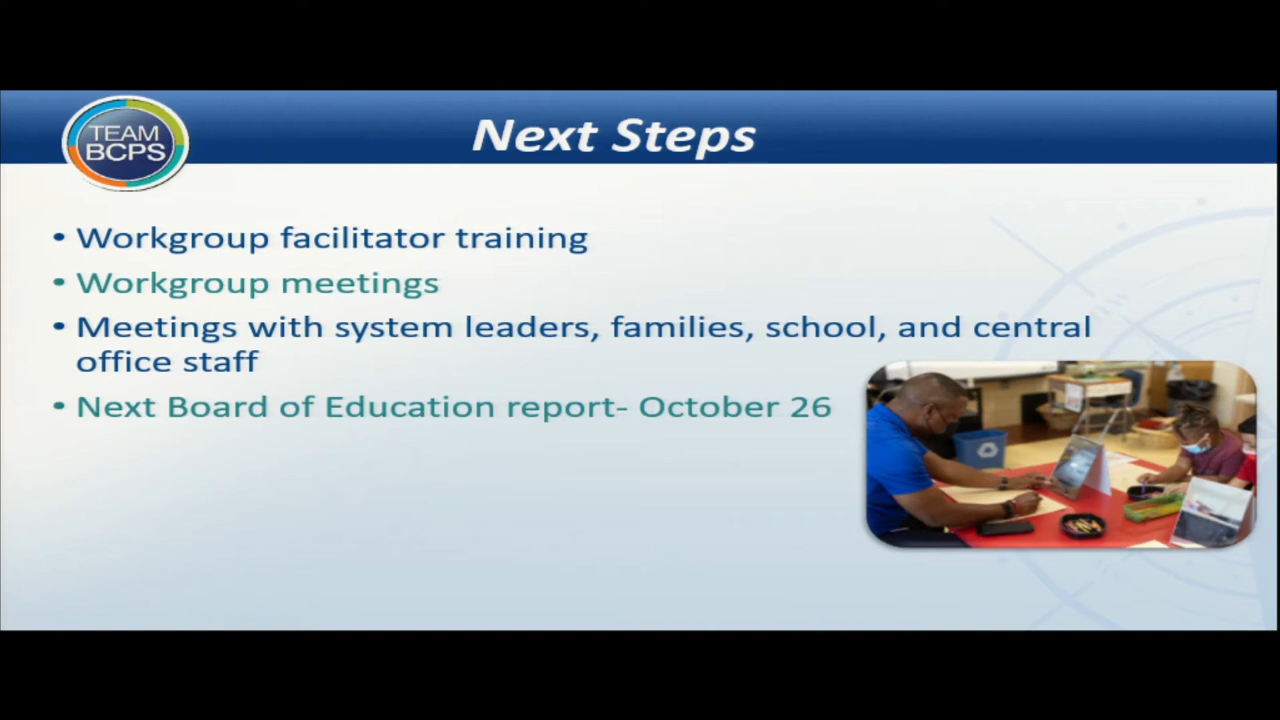 TEAM
BCPS
Next Steps
• Workgroup facilitator training
• Workgroup meetings
• Meetings with system leaders, families, school, and central
office staff
• Next Board of Education report- October 26